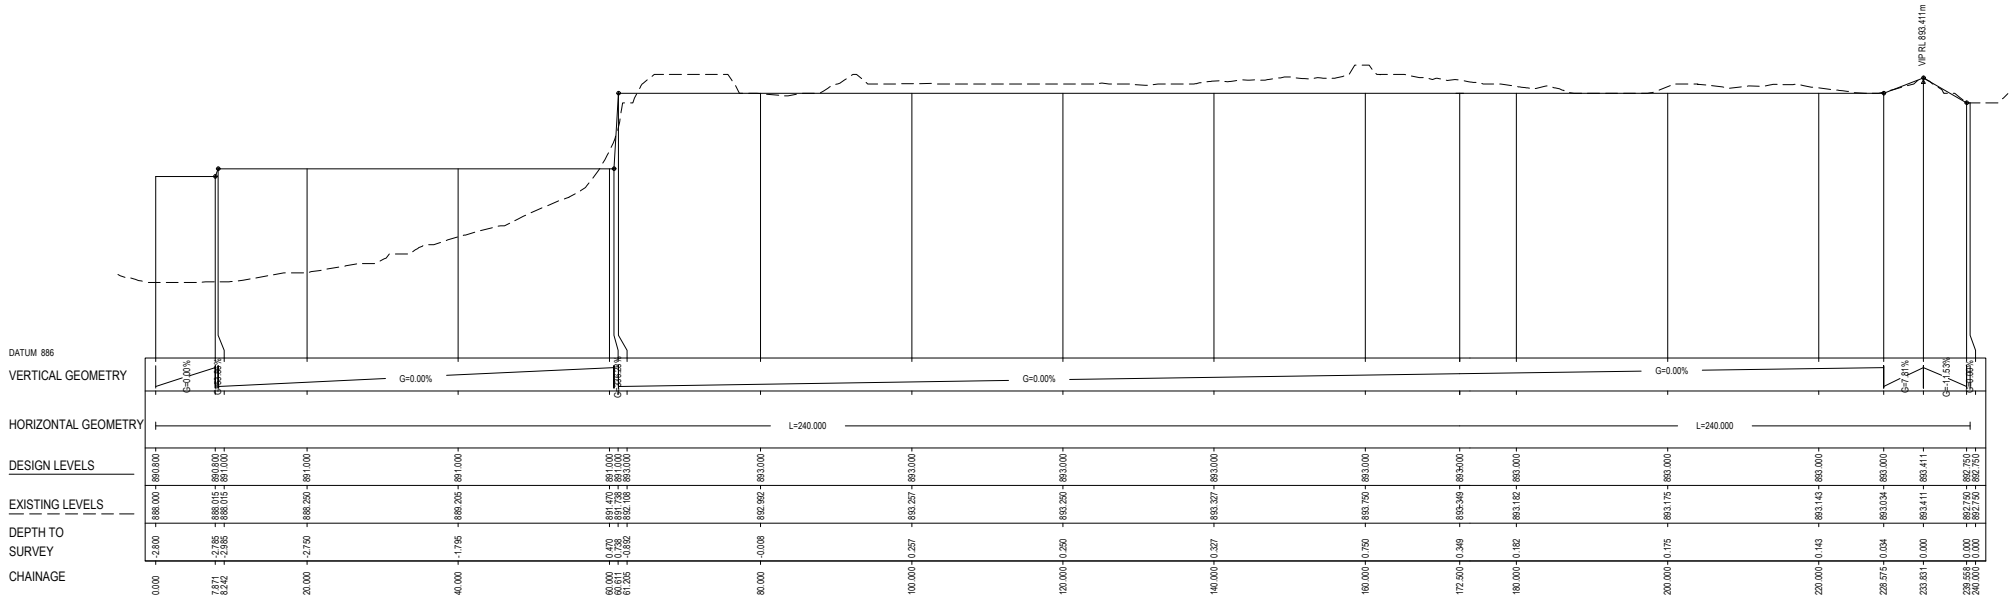 VIP RL 893.411m
DATUM 886
VERTICAL GEOMETRY
G=0.00%
G=0.00%
G=0.00%
G=0.00%
G=7.81%
G=-11.53%
G=0.00%
HORIZONTAL GEOMETRY
L=240.000
L=240.000
DESIGN LEVELS
890.800 890.800 891.000 891.000 891.000 891.000 891.000 893.000 893.000 893.000 893.000 893.000 893.000 893.000 893.000 893.000 893.000 893.000 893.411 892.750 892.750
EXISTING LEVELS
888.000 888.015 888.015 888.250 889.205 891.470 891.738 892.108 892.992 893.257 893.250 893.327 893.750 893.349 893.182 893.175 893.143 893.034 893.411 892.750 892.750
DEPTH TO
SURVEY
-2.800 -2.785 -2.985 -2.750 -1.795 0.470 0.738 -0.892 -0.008 0.257 0.250 0.327 0.750 0.349 0.182 0.175 0.143 0.034 0.000 0.000 0.000
CHAINAGE
0.000 7.871 8.242 20.000 40.000 60.000 60.611 61.205 80.000 100.000 120.000 140.000 160.000 172.500 180.000 200.000 220.000 228.575 233.831 239.558 240.000